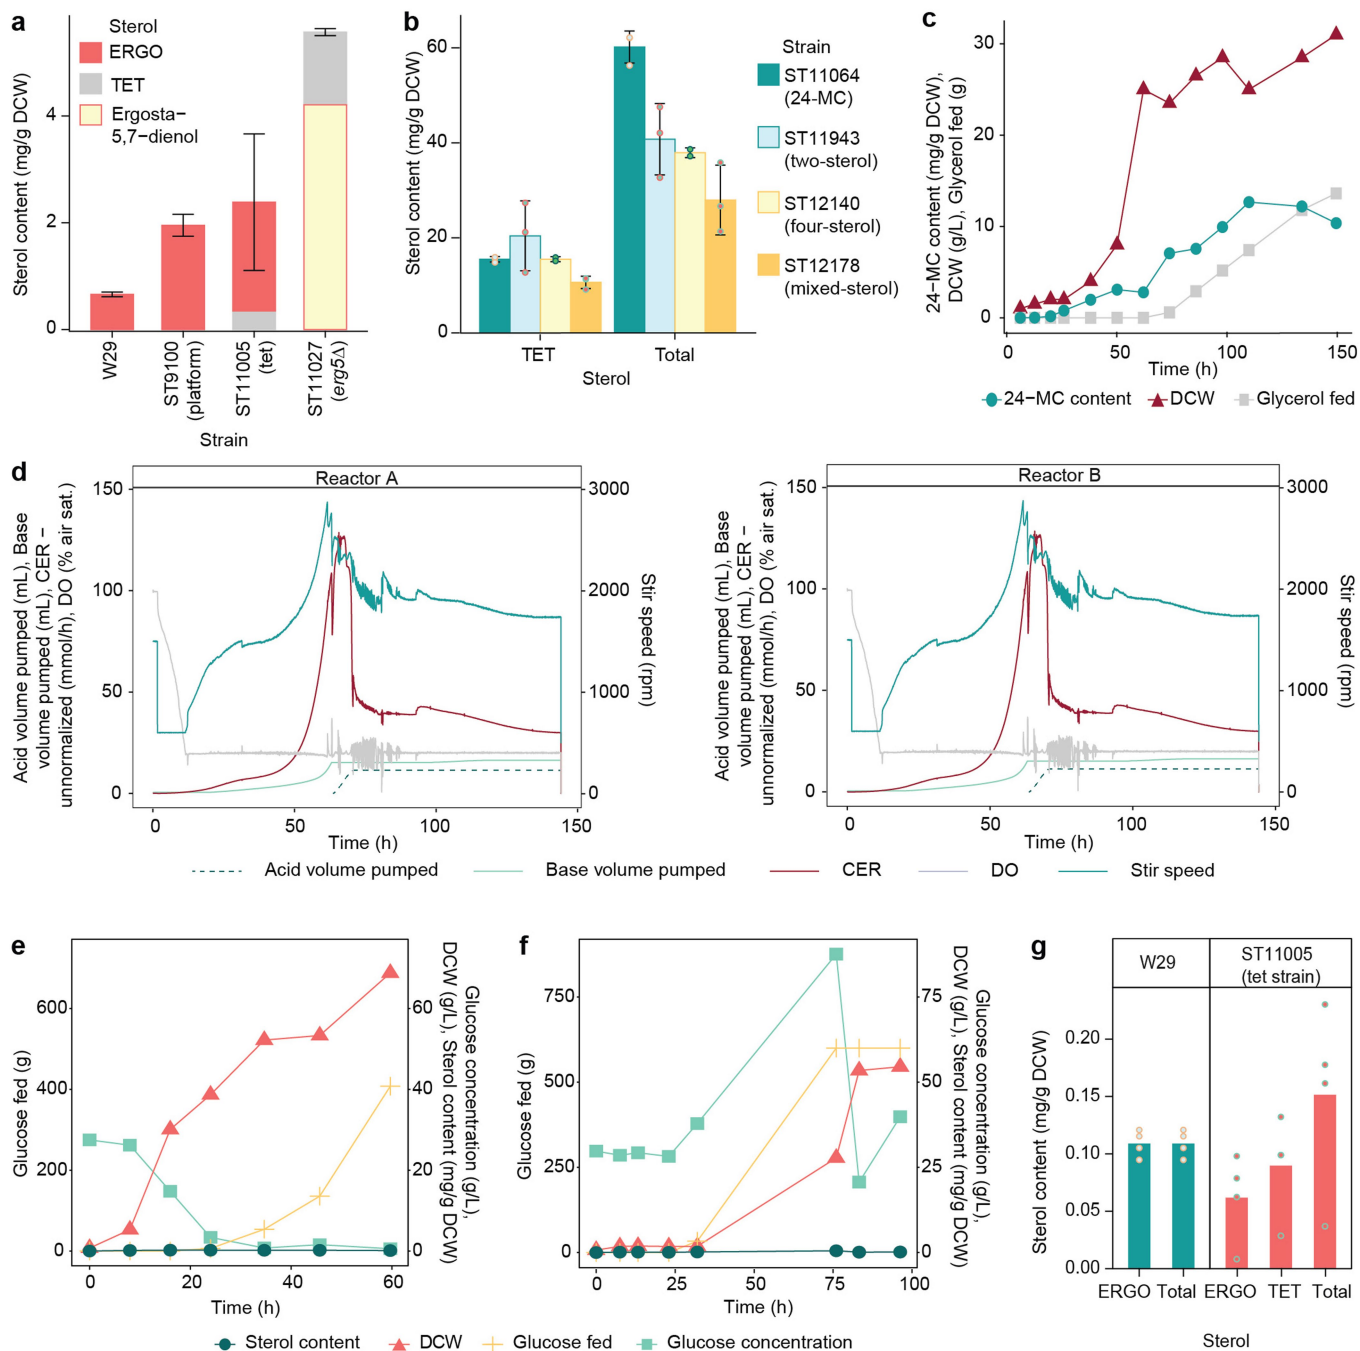 a
Sterol content (mg/g DCW)
4
2
0
Sterol
ERGO
TET
Ergosta−
5,7−dienol
W29
ST9100
(platform)
ST11005
(tet)
ST11027
(erg5Δ)
Strain
b
Sterol content (mg/g DCW)
60
40
20
0
TET
Total
Sterol
Strain
ST11064
(24-MC)
ST11943
(two-sterol)
ST12140
(four-sterol)
ST12178
(mixed-sterol)
c
24−MC content (mg/g DCW),
DCW (g/L), Glycerol fed (g)
30
20
10
0
0 50 100 150
Time (h)
24−MC content DCW Glycerol fed
d
Reactor A
Acid volume pumped (mL), Base
volume pumped (mL), CER −
unnormalized (mmol/h), DO (% air sat.)
150
100
50
0
3000
2000
1000
0
Stir speed (rpm)
0 50 100 150
Time (h)
Reactor B
Acid volume pumped (mL), Base
volume pumped (mL), CER −
unnormalized (mmol/h), DO (% air sat.)
150
100
50
0
3000
2000
1000
0
Stir speed (rpm)
0 50 100 150
Time (h)
Acid volume pumped Base volume pumped CER DO Stir speed
e
Glucose fed (g)
600
400
200
0
60
40
20
0
Glucose concentration (g/L),
DCW (g/L), Sterol content (mg/g DCW)
0 20 40 60
Time (h)
f
Glucose fed (g)
750
500
250
0
75
50
25
0
Glucose concentration (g/L),
DCW (g/L), Sterol content (mg/g DCW)
0 25 50 75 100
Time (h)
Sterol content DCW Glucose fed Glucose concentration
g
W29
ST11005
(tet strain)
Sterol content (mg/g DCW)
0.20
0.15
0.10
0.05
0.00
ERGO Total ERGO TET Total
Sterol